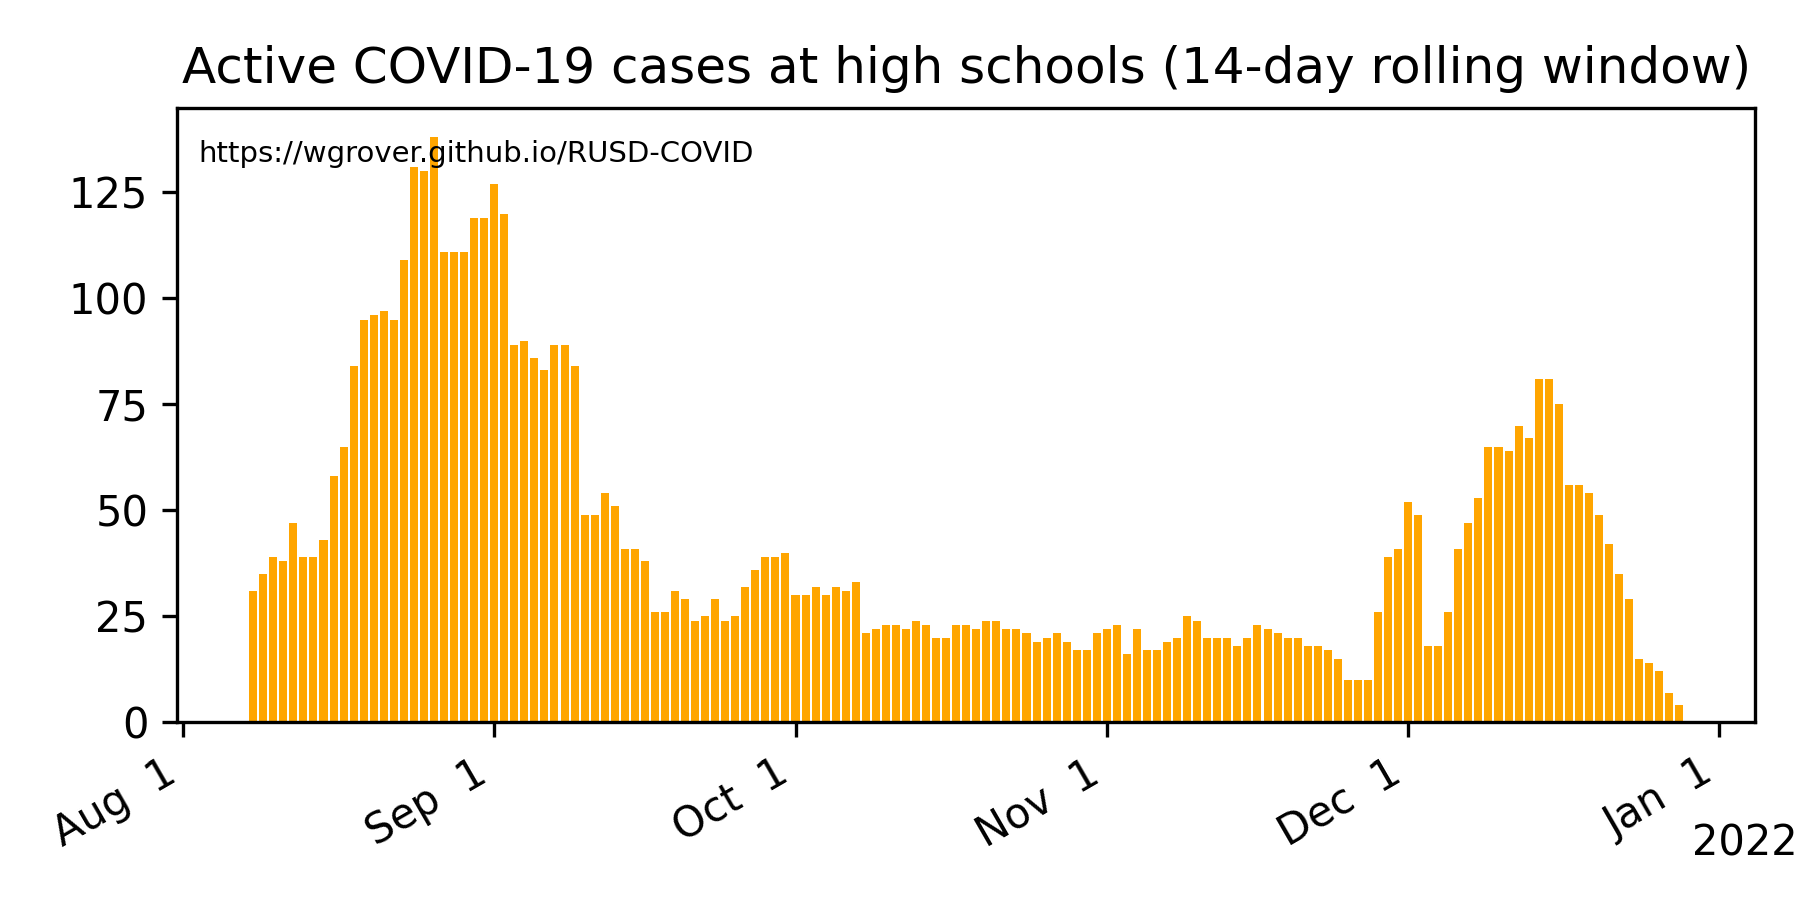 Active COVID-19 cases at high schools (14-day rolling window)
https://wgrover.github.io/RUSD-COVID
125
100
75
50
25
0
Aug 1
Sep 1
Oct 1
Nov 1
Dec 1
Jan 1
2022